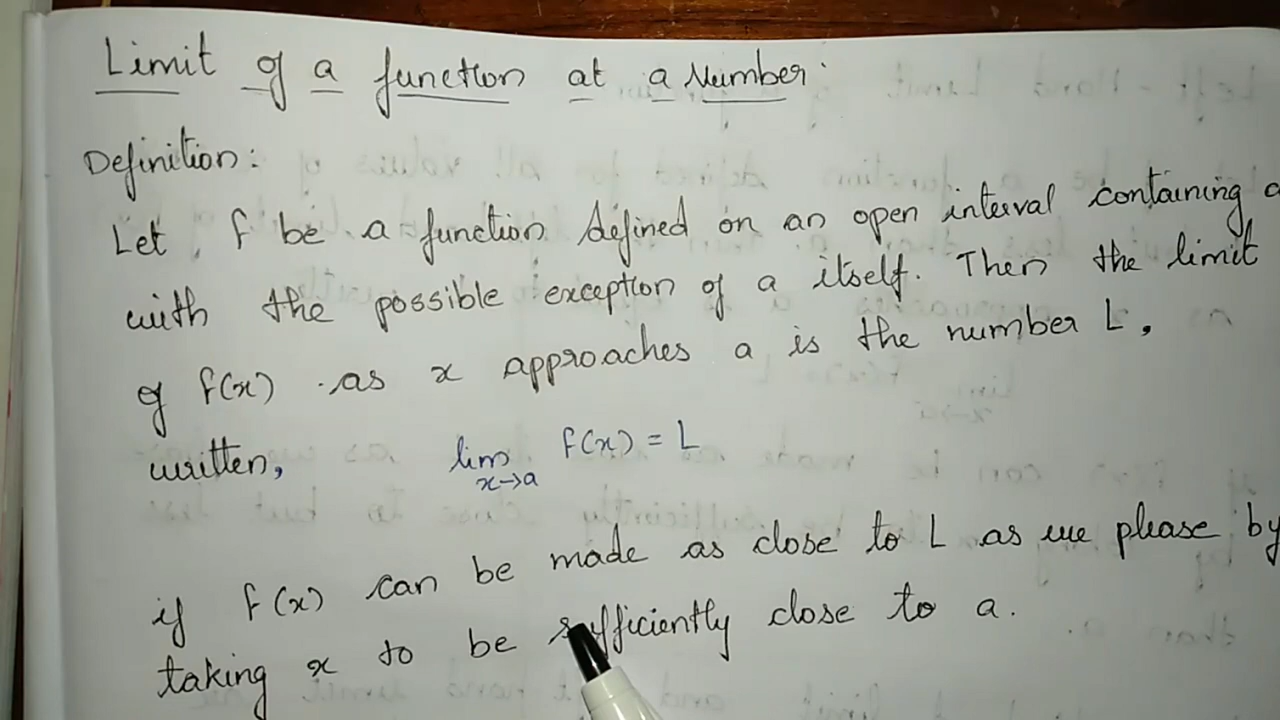 Limit of a function at a Number.
Definition:
Let f be a function defined on an open interval containing a
with the possible exception of a itself. Then the limit
of f(x) as x approaches a is the number L,
written, lim x→a f(x) = L
if f(x) can be made as close to L as we please by
taking x to be sufficiently close to a.